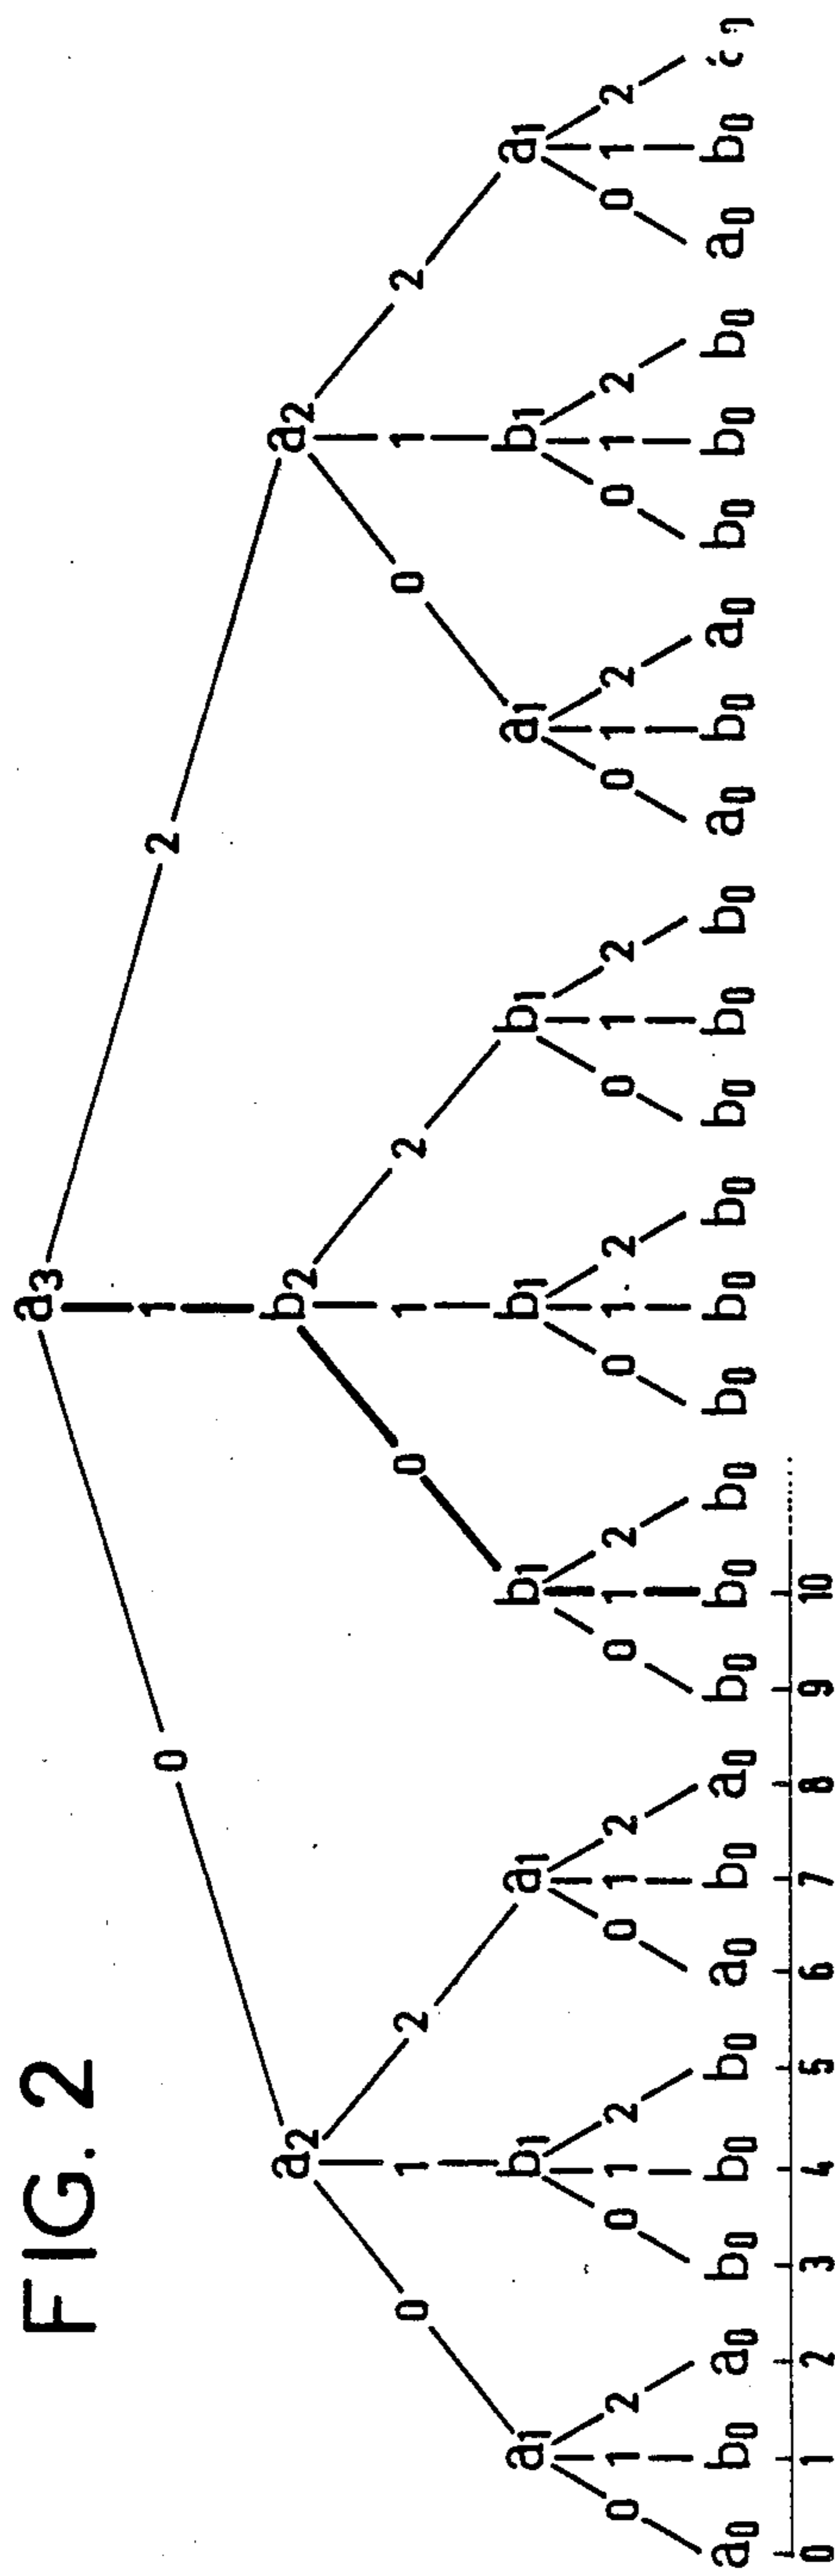 FIG. 2
a3
0 1 2
a2 b2 a2
0 1 2 0 1 2 0 1 2
a1 b1 a1 b1 b1 b1 a1 b1 a1
0 1 2 0 1 2 0 1 2 0 1 2 0 1 2 0 1 2 0 1 2 0 1 2 0 1 2
a0 b0 a0 b0 b0 b0 a0 b0 a0 b0 b0 b0 b0 b0 b0 b0 b0 b0 a0 b0 a0 b0 b0 b0 a0 b0
0 1 2 3 4 5 6 7 8 9 10